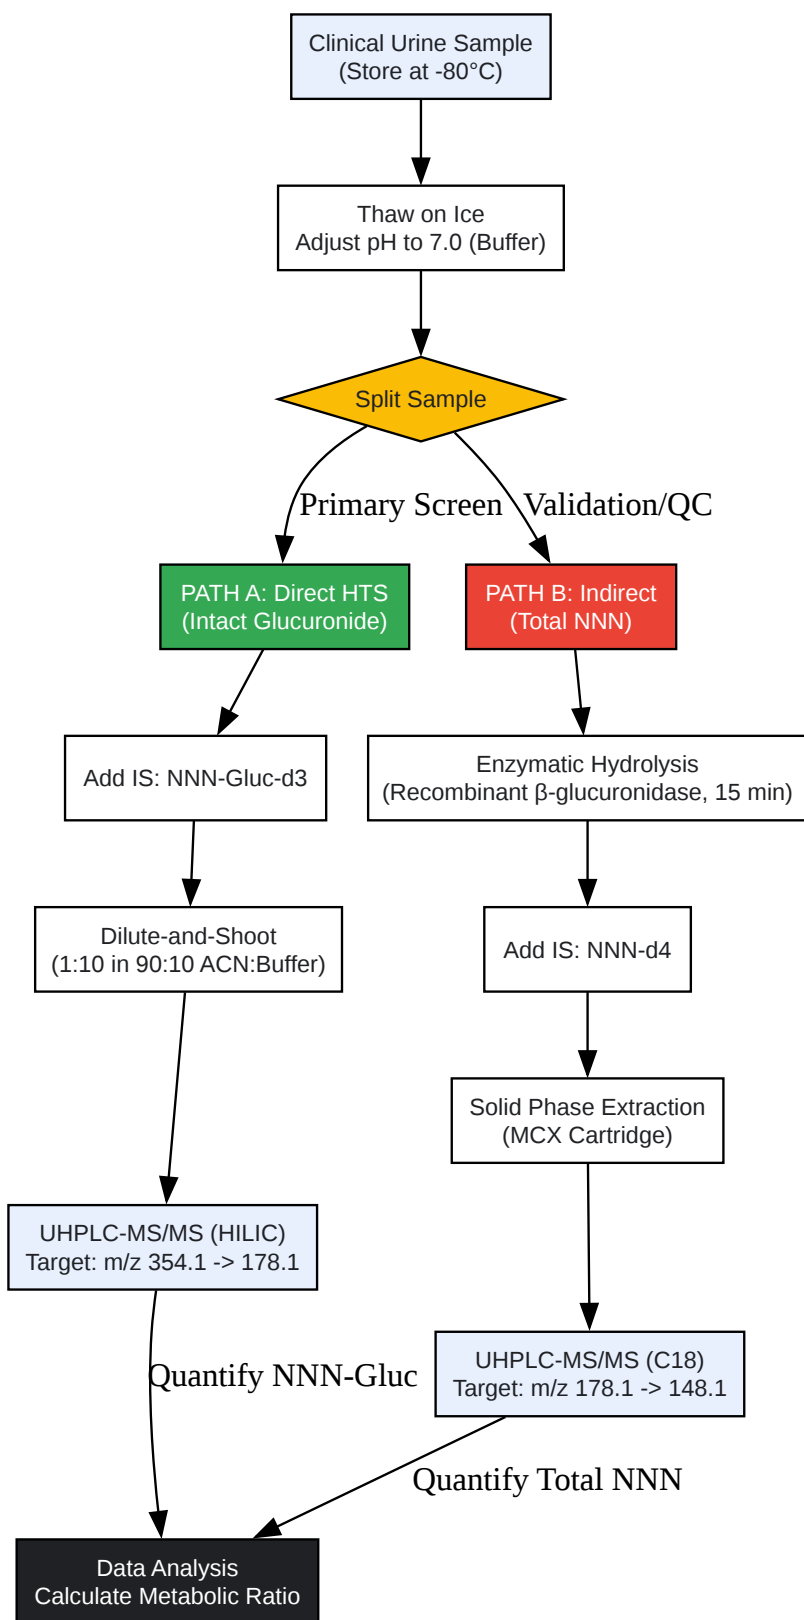 Clinical Urine Sample
(Store at -80°C)
Thaw on Ice
Adjust pH to 7.0 (Buffer)
Split Sample
Primary Screen
Validation/QC
PATH A: Direct HTS
(Intact Glucuronide)
PATH B: Indirect
(Total NNN)
Add IS: NNN-Gluc-d3
Enzymatic Hydrolysis
(Recombinant β-glucuronidase, 15 min)
Dilute-and-Shoot
(1:10 in 90:10 ACN:Buffer)
Add IS: NNN-d4
Solid Phase Extraction
(MCX Cartridge)
UHPLC-MS/MS (HILIC)
Target: m/z 354.1 -> 178.1
UHPLC-MS/MS (C18)
Target: m/z 178.1 -> 148.1
Quantify NNN-Gluc
Quantify Total NNN
Data Analysis
Calculate Metabolic Ratio